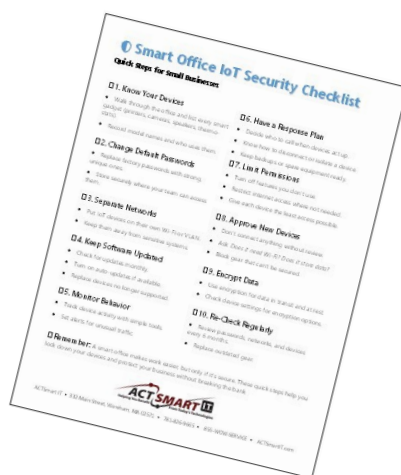 Smart Office IoT Security Checklist
Quick Steps for Small Businesses
1. Know Your Devices
• Walk through the office and list every smart
gadget (printers, cameras, speakers, thermo-
stats).
• Record model names and who uses them.
2. Change Default Passwords
• Replace factory passwords with strong,
unique ones.
• Store securely where your team can access
them.
3. Separate Networks
• Put IoT devices on their own Wi-Fi or VLAN.
• Keep them away from sensitive systems.
4. Keep Software Updated
• Check for updates monthly.
• Turn on auto-updates if available.
• Replace devices no longer supported.
5. Monitor Behavior
• Track device activity with simple tools.
• Set alerts for unusual traffic.
6. Have a Response Plan
• Decide who to call when devices act up.
• Know how to disconnect or isolate a device.
• Keep backups or spare equipment ready.
7. Limit Permissions
• Turn off features you don't use.
• Restrict internet access where not needed.
• Give each device the least access possible.
8. Approve New Devices
• Don't connect anything without review.
• Ask: Does it need Wi-Fi? Does it store data?
• Block gear that can't be secured.
9. Encrypt Data
• Use encryption for data in transit and at rest.
• Check device settings for encryption options.
10. Re-Check Regularly
• Review passwords, networks, and devices
every 6 months.
• Replace outdated gear.
Remember: A smart office makes work easier, but only if it's secure. These quick steps help you
lock down your devices and protect your business without breaking the bank.
ACTSMART IT
ACTSmart IT • Main Street, Wareham, MA 02571 • ACTSmart.com